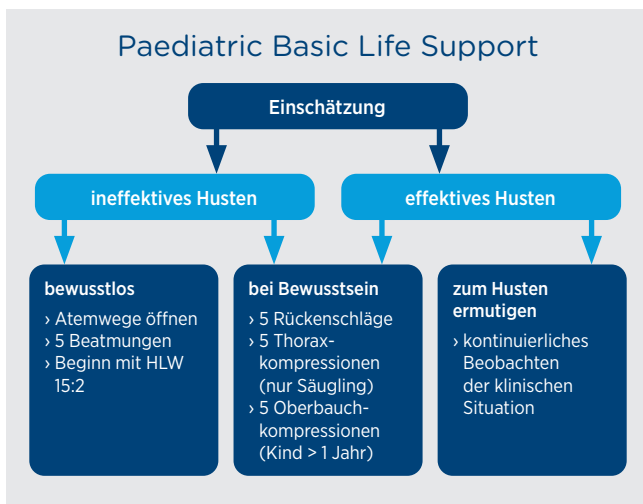 Paediatric Basic Life Support
Einschätzung
ineffektives Husten
effektives Husten
bewusstlos
› Atemwege öffnen
› 5 Beatmungen
› Beginn mit HLW
15:2
bei Bewusstsein
› 5 Rückenschläge
› 5 Thorax-
kompressionen
(nur Säugling)
› 5 Oberbauch-
kompressionen
(Kind > 1 Jahr)
zum Husten
ermutigen
› kontinuierliches
Beobachten
der klinischen
Situation